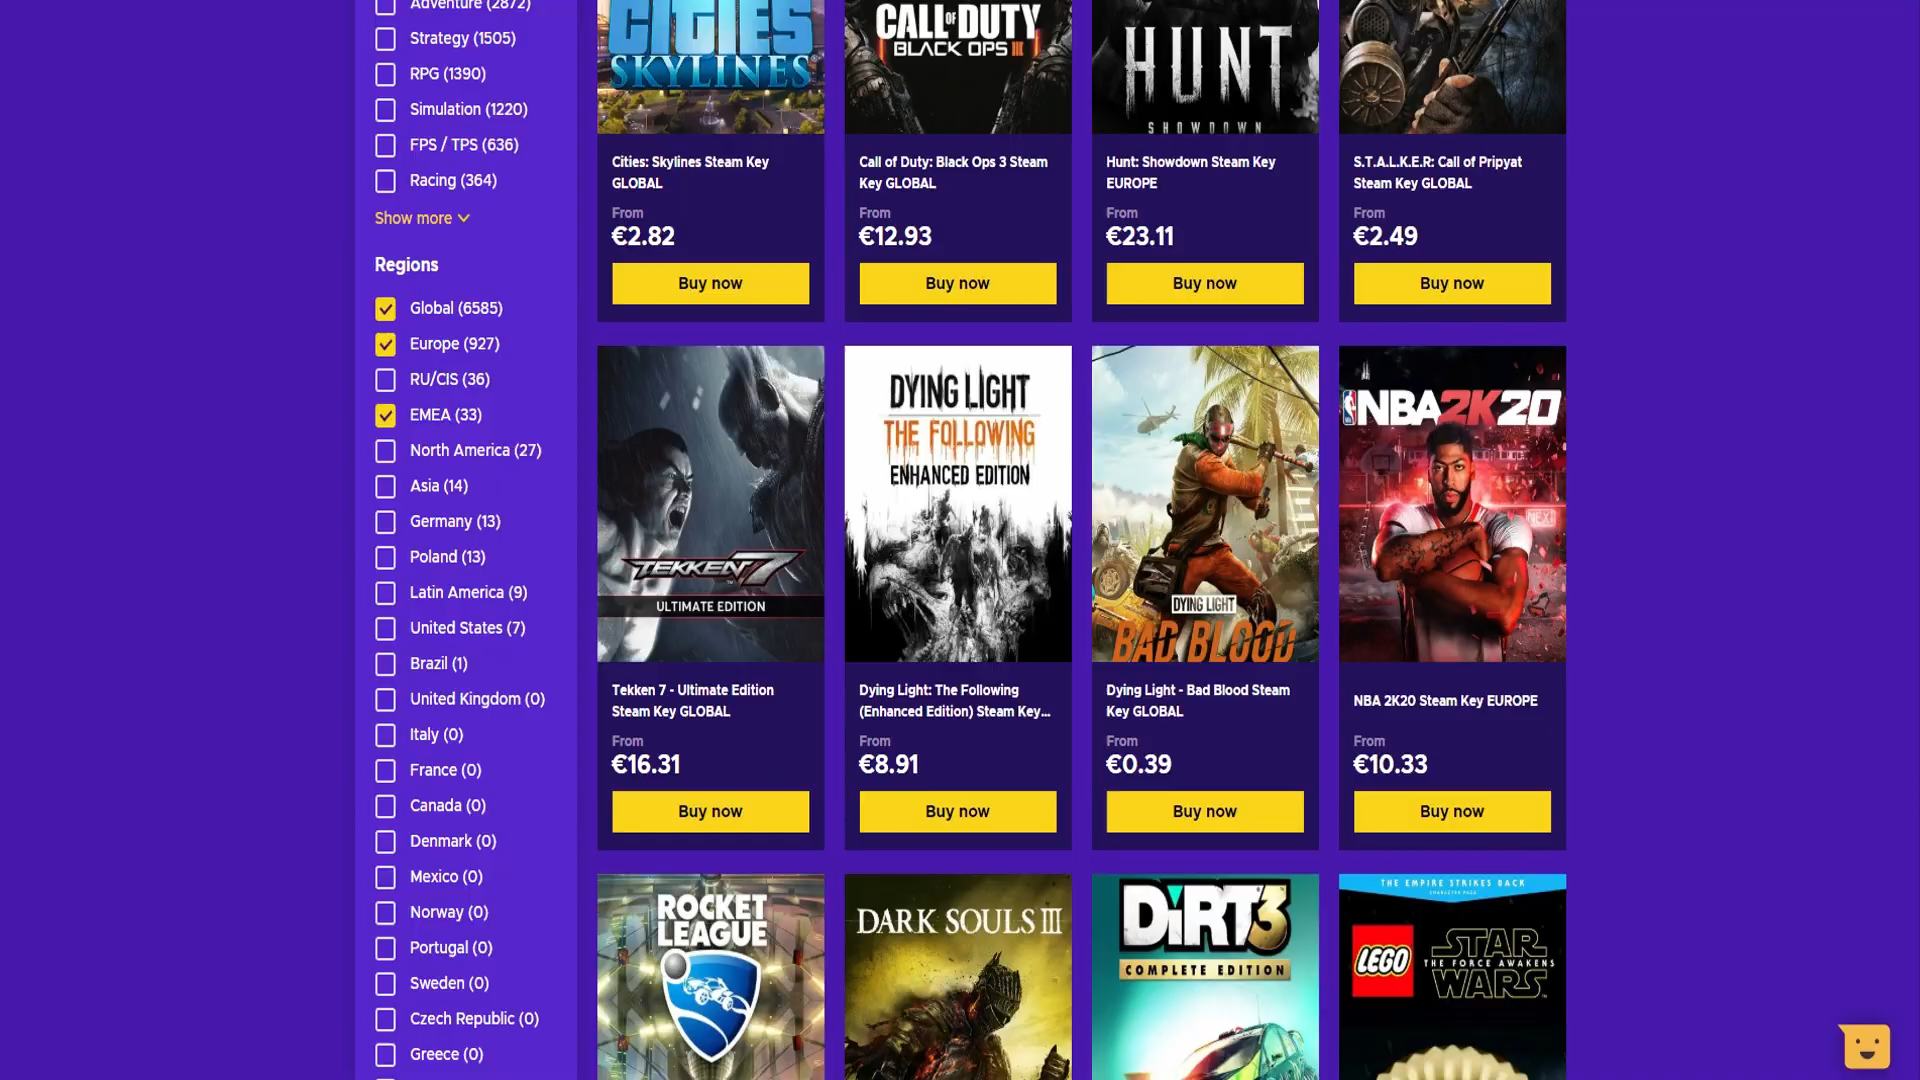 Adventure (2872)
Strategy (1505)
RPG (1390)
Simulation (1220)
FPS / TPS (636)
Racing (364)
Show more
Regions
Global (6585)
Europe (927)
RU/CIS (36)
EMEA (33)
North America (27)
Asia (14)
Germany (13)
Poland (13)
Latin America (9)
United States (7)
Brazil (1)
United Kingdom (0)
Italy (0)
France (0)
Canada (0)
Denmark (0)
Mexico (0)
Norway (0)
Portugal (0)
Sweden (0)
Czech Republic (0)
Greece (0)
CITIES
SKYLINES
Cities: Skylines Steam Key
GLOBAL
From
€2.82
Buy now
CALL OF DUTY
BLACK OPS III
Call of Duty: Black Ops 3 Steam
Key GLOBAL
From
€12.93
Buy now
HUNT
SHOWDOWN
Hunt: Showdown Steam Key
EUROPE
From
€23.11
Buy now
S.T.A.L.K.E.R: Call of Pripyat
Steam Key GLOBAL
From
€2.49
Buy now
TEKKEN 7
ULTIMATE EDITION
Tekken 7 - Ultimate Edition
Steam Key GLOBAL
From
€16.31
Buy now
DYING LIGHT
THE FOLLOWING
ENHANCED EDITION
Dying Light: The Following
(Enhanced Edition) Steam Key...
From
€8.91
Buy now
DYING LIGHT
BAD BLOOD
Dying Light - Bad Blood Steam
Key GLOBAL
From
€0.39
Buy now
NBA 2K20
NEXT
NBA 2K20 Steam Key EUROPE
From
€10.33
Buy now
ROCKET
LEAGUE
DARK SOULS III
DiRT 3
COMPLETE EDITION
THE EMPIRE STRIKES BACK
CHARACTER PACK
LEGO
STAR
THE FORCE AWAKENS
WARS